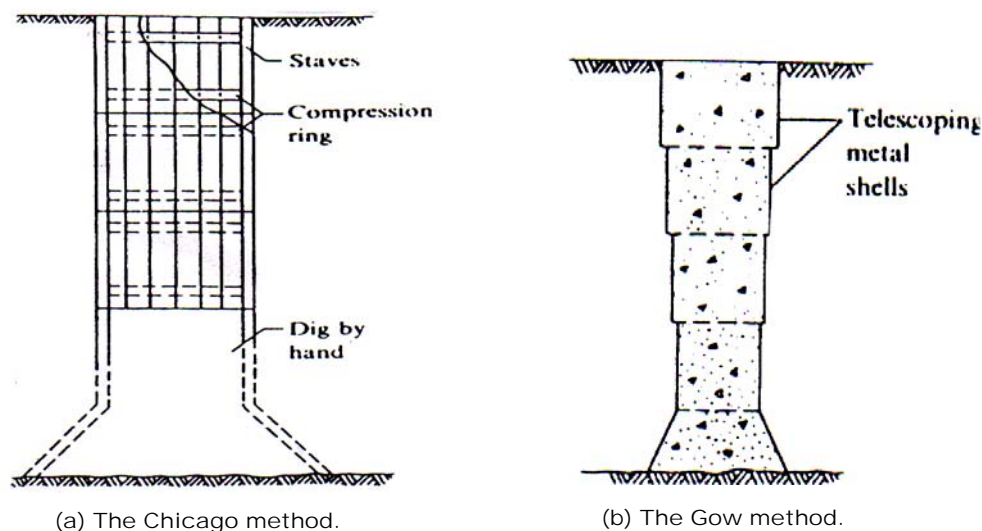 Staves
Compression
ring
Dig by
hand
(a) The Chicago method.
Telescoping
metal
shells
(b) The Gow method.